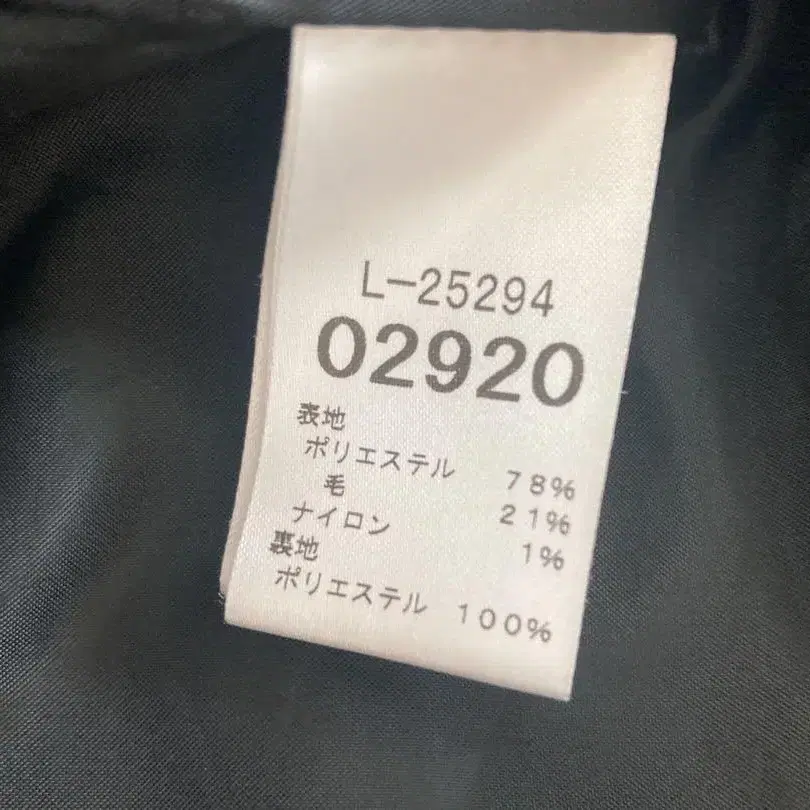 L-25294
02920
表地
ポリエステル 78%
毛 21%
ナイロン 1%
裏地
ポリエステル 100%